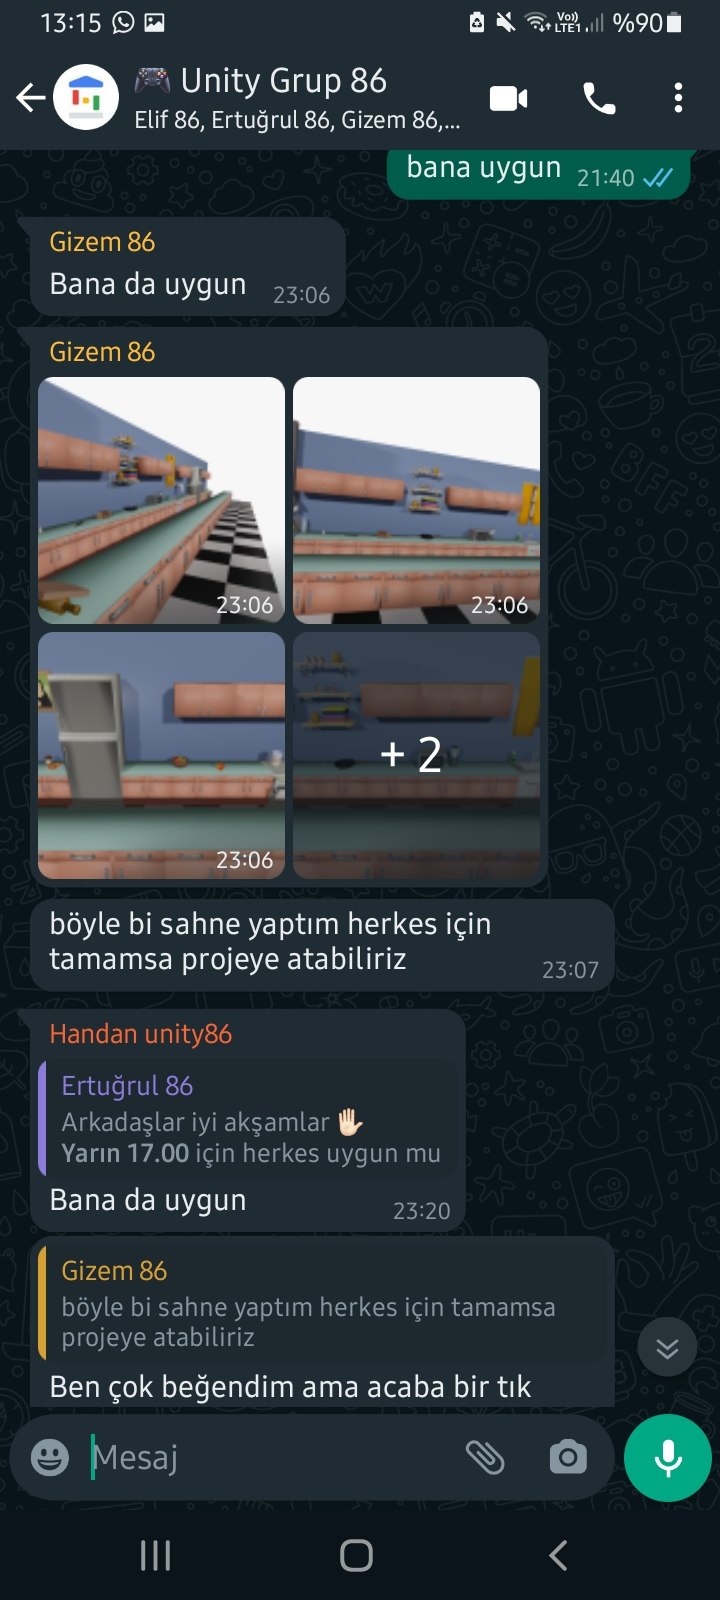 13:15
Vo))
LTE1
%90
🎮 Unity Grup 86
Elif 86, Ertuğrul 86, Gizem 86,...
bana uygun 21:40
Gizem 86
Bana da uygun 23:06
Gizem 86
23:06
23:06
23:06
+ 2
böyle bi sahne yaptım herkes için
tamamsa projeye atabiliriz 23:07
Handan unity86
Ertuğrul 86
Arkadaşlar iyi akşamlar 🖐🏻
Yarın 17.00 için herkes uygun mu
Bana da uygun 23:20
Gizem 86
böyle bi sahne yaptım herkes için tamamsa
projeye atabiliriz
Ben çok beğendim ama acaba bir tık
Mesaj